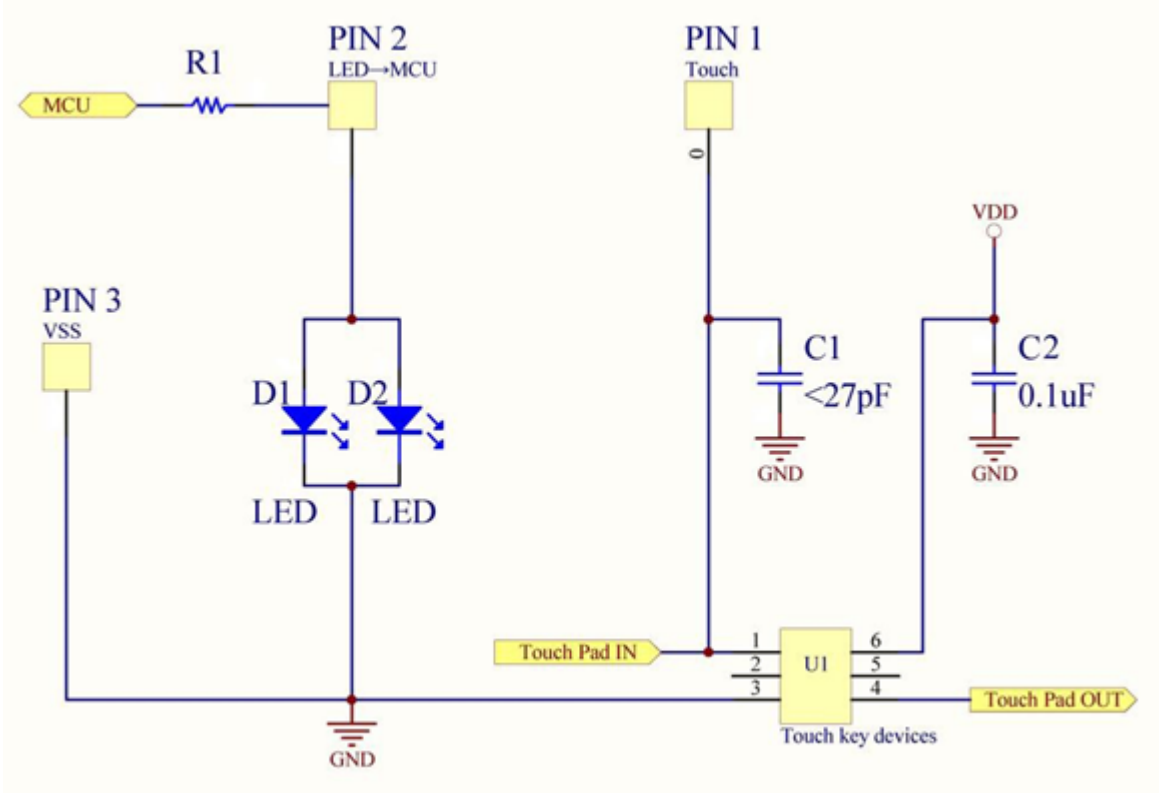 PIN 2
LED→MCU
R1
MCU
PIN 1
Touch
0
VDD
PIN 3
VSS
D1
D2
LED
LED
C1
<27pF
GND
C2
0.1uF
GND
Touch Pad IN
1
2
3
U1
6
5
4
Touch Pad OUT
Touch key devices
GND